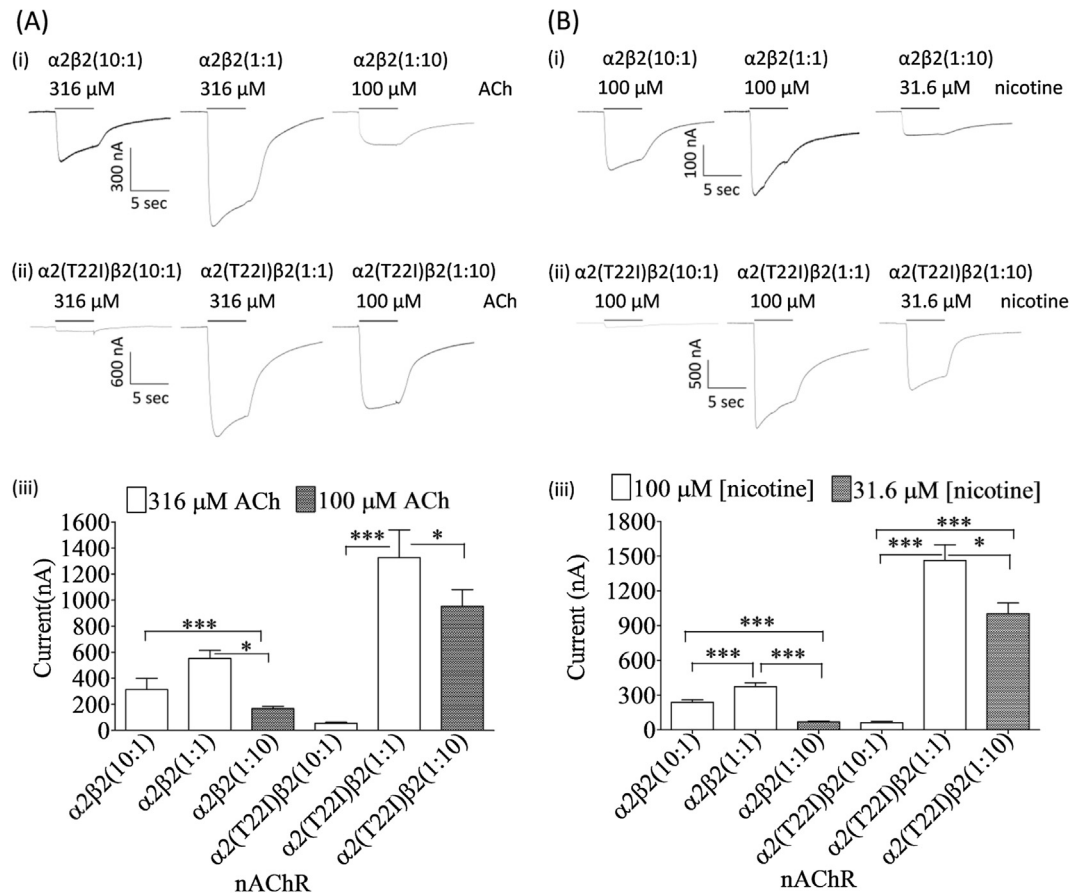 (A)
(i)
α2β2(10:1) α2β2(1:1) α2β2(1:10)
316 μM 316 μM 100 μM ACh
300 nA
5 sec
(ii) α2(T22I)β2(10:1) α2(T22I)β2(1:1) α2(T22I)β2(1:10)
316 μM 316 μM 100 μM ACh
600 nA
5 sec
(iii)
316 μM ACh 100 μM ACh
Current(nA)
1600
1400
1200
1000
800
600
400
200
0
*** * *** *
α2β2(10:1)
α2β2(1:1)
α2β2(1:10)
α2(T22I)β2(10:1)
α2(T22I)β2(1:1)
α2(T22I)β2(1:10)
nAChR
(B)
(i)
α2β2(10:1) α2β2(1:1) α2β2(1:10)
100 μM 100 μM 31.6 μM nicotine
100 nA
5 sec
(ii) α2(T22I)β2(10:1) α2(T22I)β2(1:1) α2(T22I)β2(1:10)
100 μM 100 μM 31.6 μM nicotine
500 nA
5 sec
(iii)
100 μM [nicotine] 31.6 μM [nicotine]
Current (nA)
1800
1500
1200
900
600
300
0
***
*** *
***
*** ***
α2β2(10:1)
α2β2(1:1)
α2β2(1:10)
α2(T22I)β2(10:1)
α2(T22I)β2(1:1)
α2(T22I)β2(1:10)
nAChR